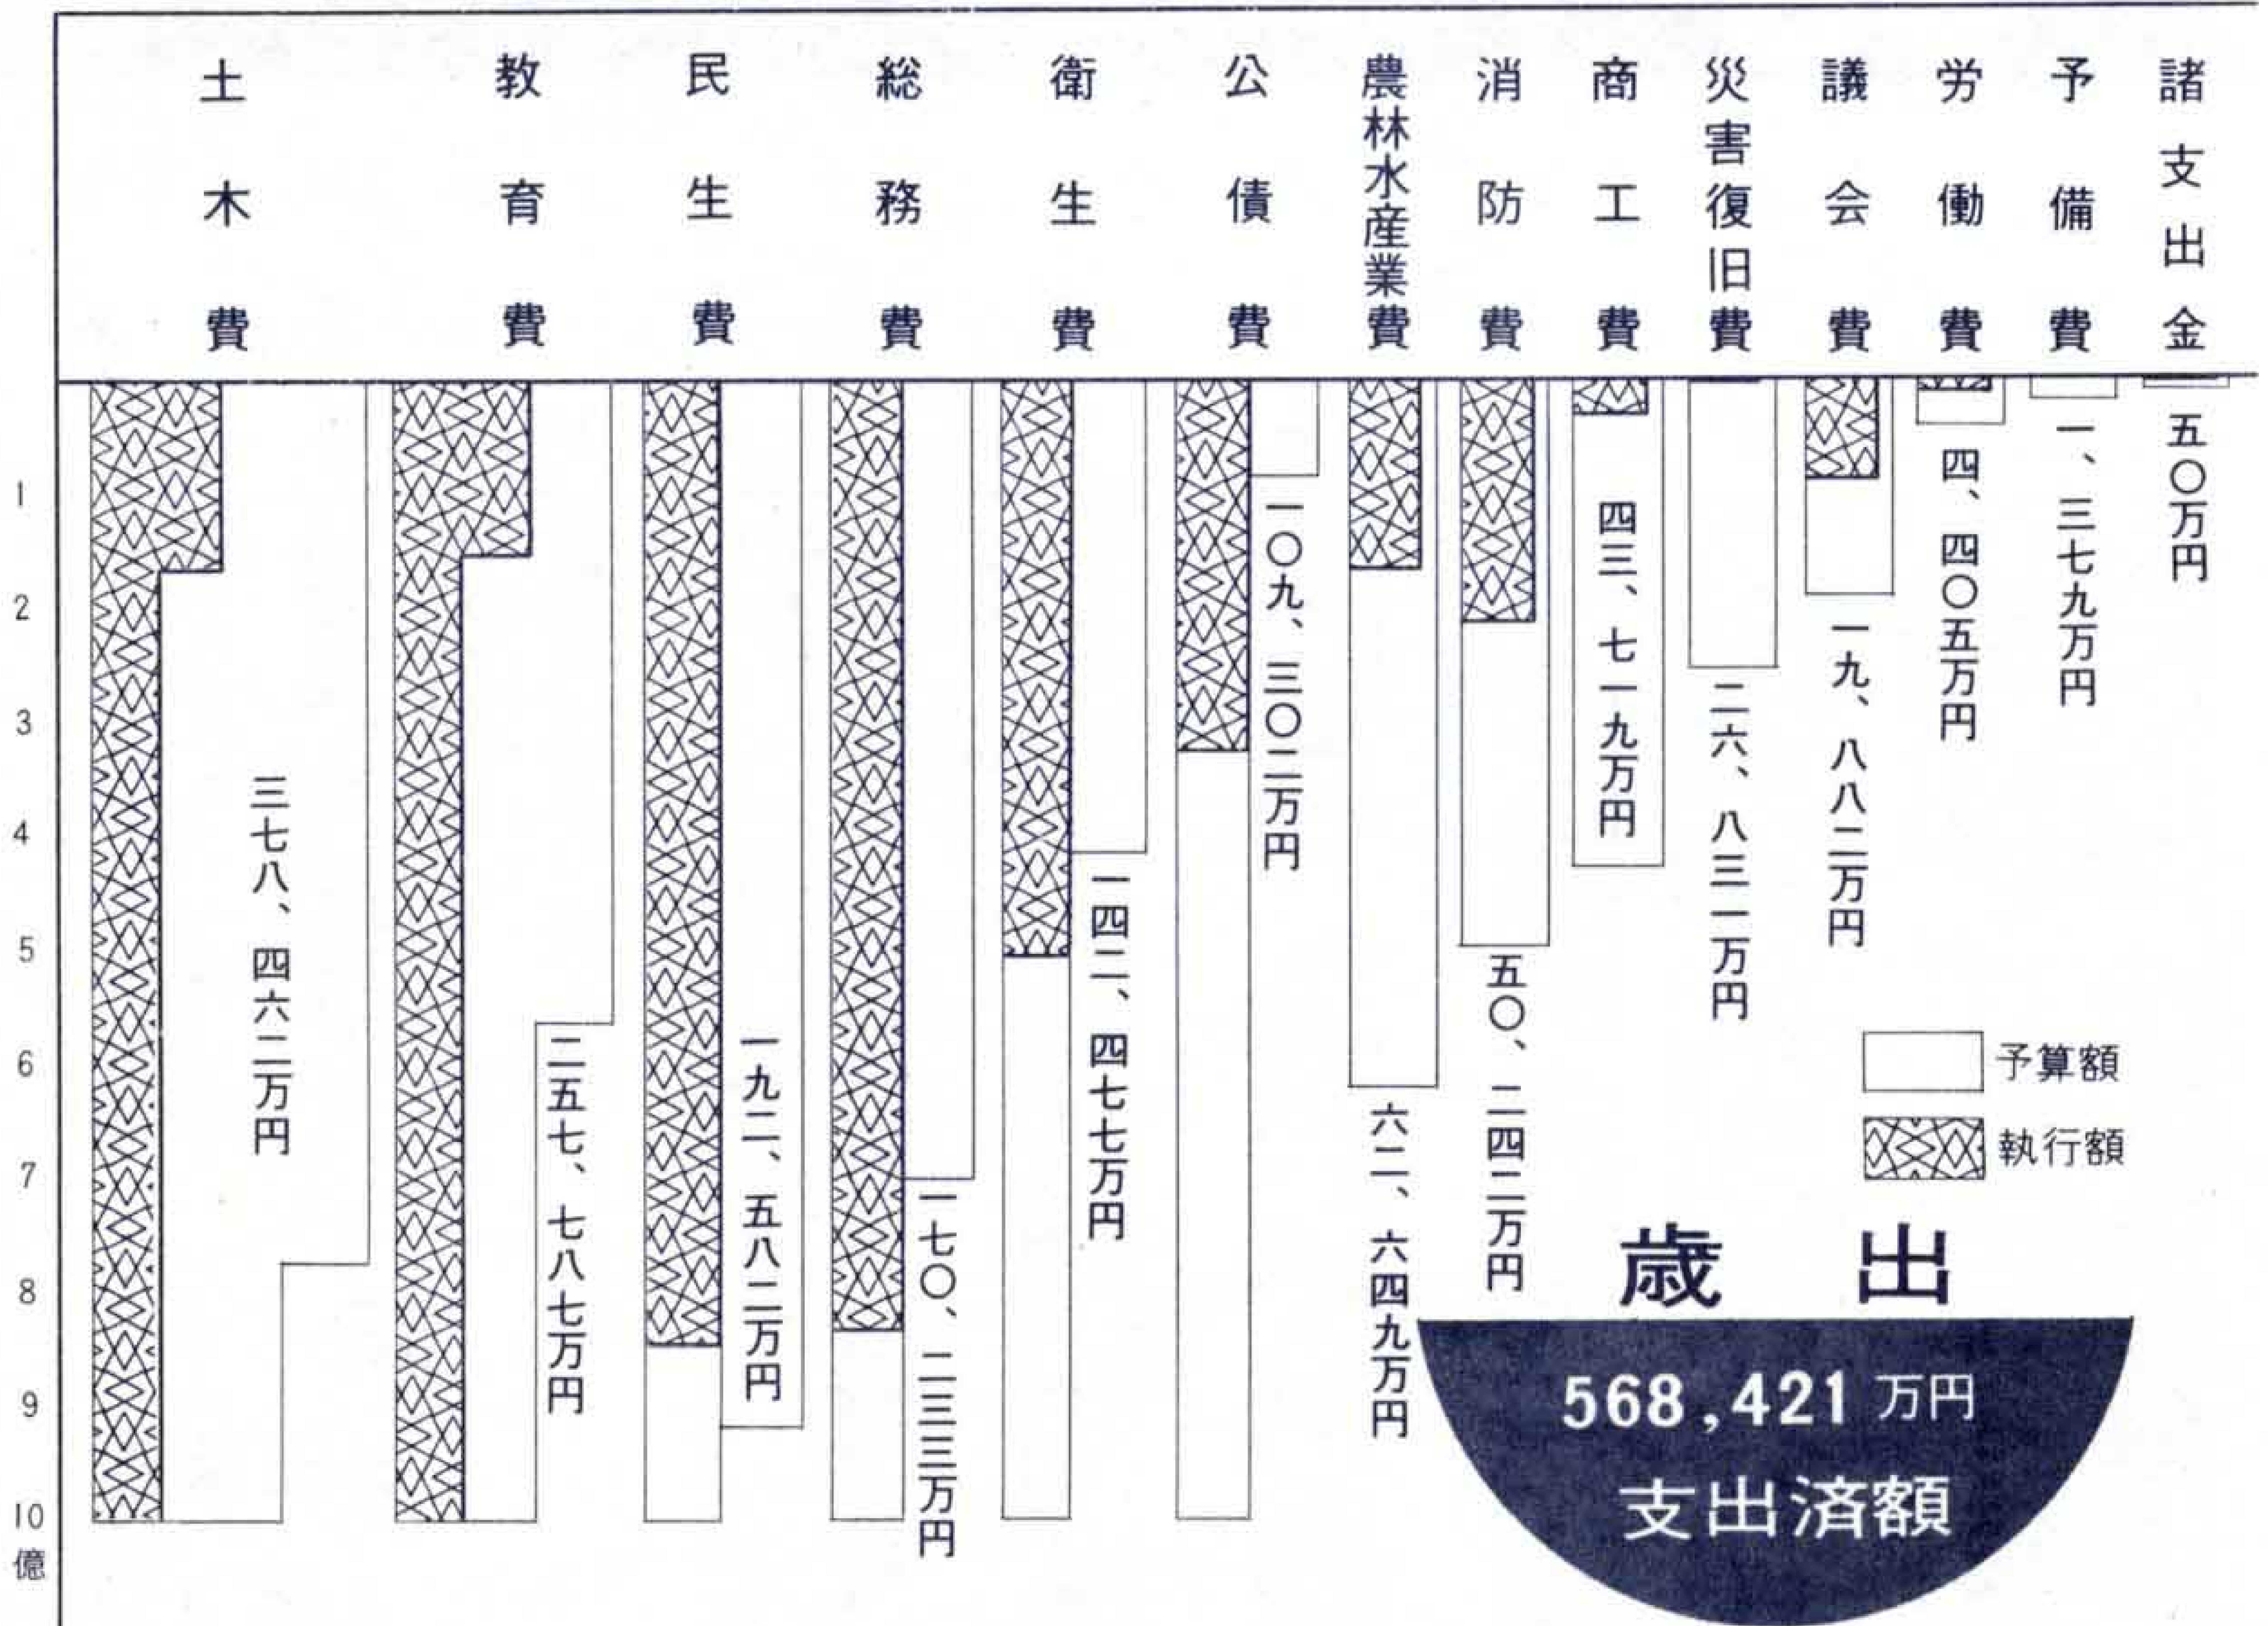 土木費
教育費
民生費
総務費
衛生費
公債費
農林水産業費
消防費
商工費
災害復旧費
議会費
労働費
予備費
諸支出金
1
2
3
4
5
6
7
8
9
10
億
三七八、四六二万円
二五七、七八七万円
一九二、五八二万円
一七〇、二三三万円
一四二、四七七万円
一〇九、三〇二万円
六二、六四九万円
五〇、二四二万円
四三、七一九万円
二六、八三一万円
一九、八八二万円
四、四〇五万円
一、三七九万円
五〇万円
予算額
執行額
歳出
568,421万円
支出済額